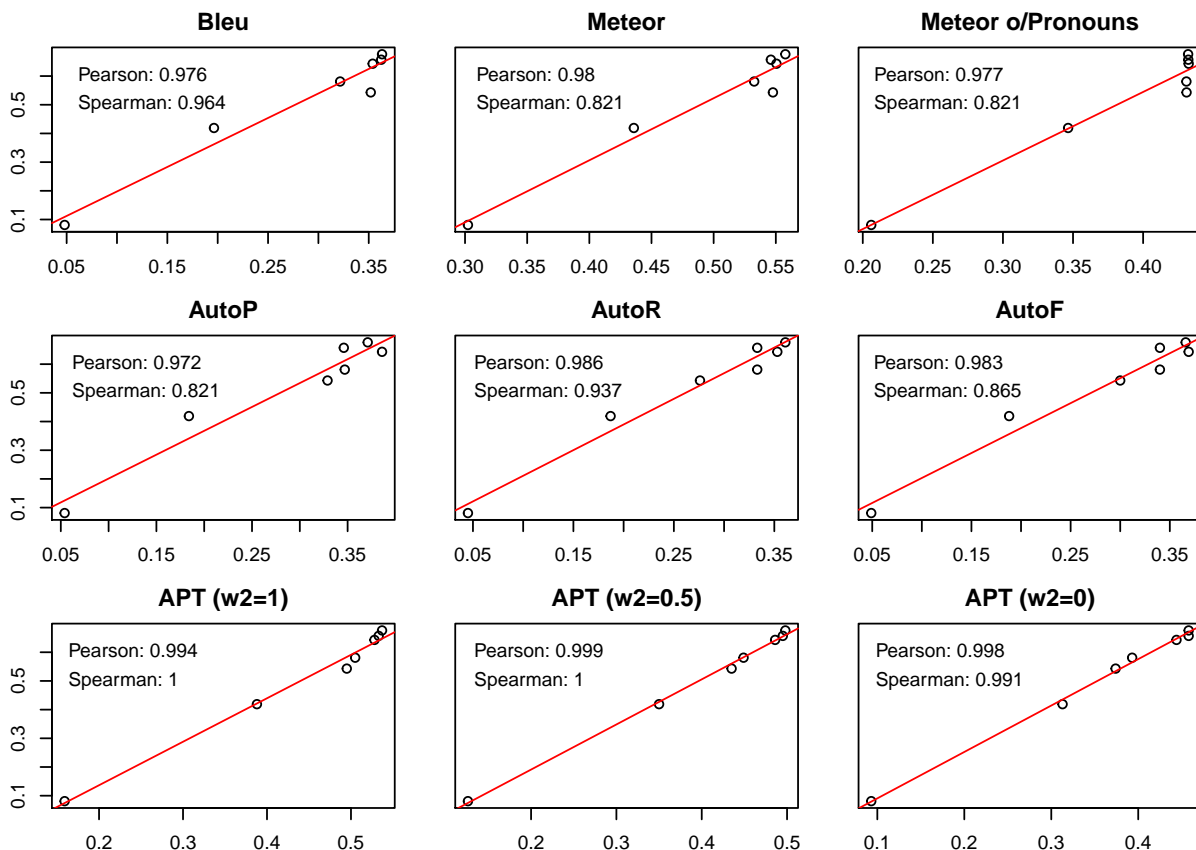 Bleu
Pearson: 0.976
Spearman: 0.964
0.1 0.3 0.5
0.05 0.15 0.25 0.35
Meteor
Pearson: 0.98
Spearman: 0.821
0.30 0.35 0.40 0.45 0.50 0.55
Meteor o/Pronouns
Pearson: 0.977
Spearman: 0.821
0.20 0.25 0.30 0.35 0.40
AutoP
Pearson: 0.972
Spearman: 0.821
0.1 0.3 0.5
0.05 0.15 0.25 0.35
AutoR
Pearson: 0.986
Spearman: 0.937
0.05 0.15 0.25 0.35
AutoF
Pearson: 0.983
Spearman: 0.865
0.05 0.15 0.25 0.35
APT (w2=1)
Pearson: 0.994
Spearman: 1
0.1 0.3 0.5
0.2 0.3 0.4 0.5
APT (w2=0.5)
Pearson: 0.999
Spearman: 1
0.2 0.3 0.4 0.5
APT (w2=0)
Pearson: 0.998
Spearman: 0.991
0.1 0.2 0.3 0.4